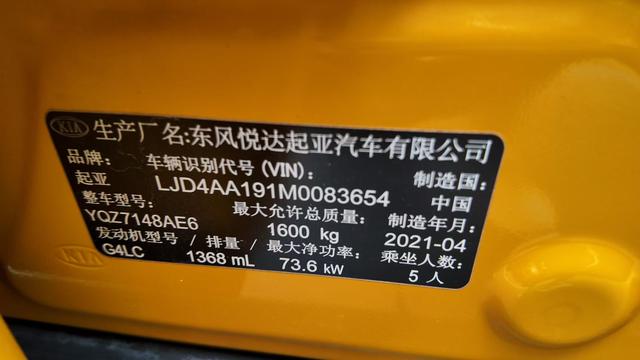 KIA 生产厂名:东风悦达起亚汽车有限公司
品牌: 车辆识别代号(VIN): 制造国:
起亚 LJD4AA191M0083654 中国
整车型号: 最大允许总质量: 制造年月:
YQZ7148AE6 1600 kg 2021-04
发动机型号 / 排量 / 最大净功率: 乘坐人数:
G4LC 1368 mL 73.6 kW 5 人